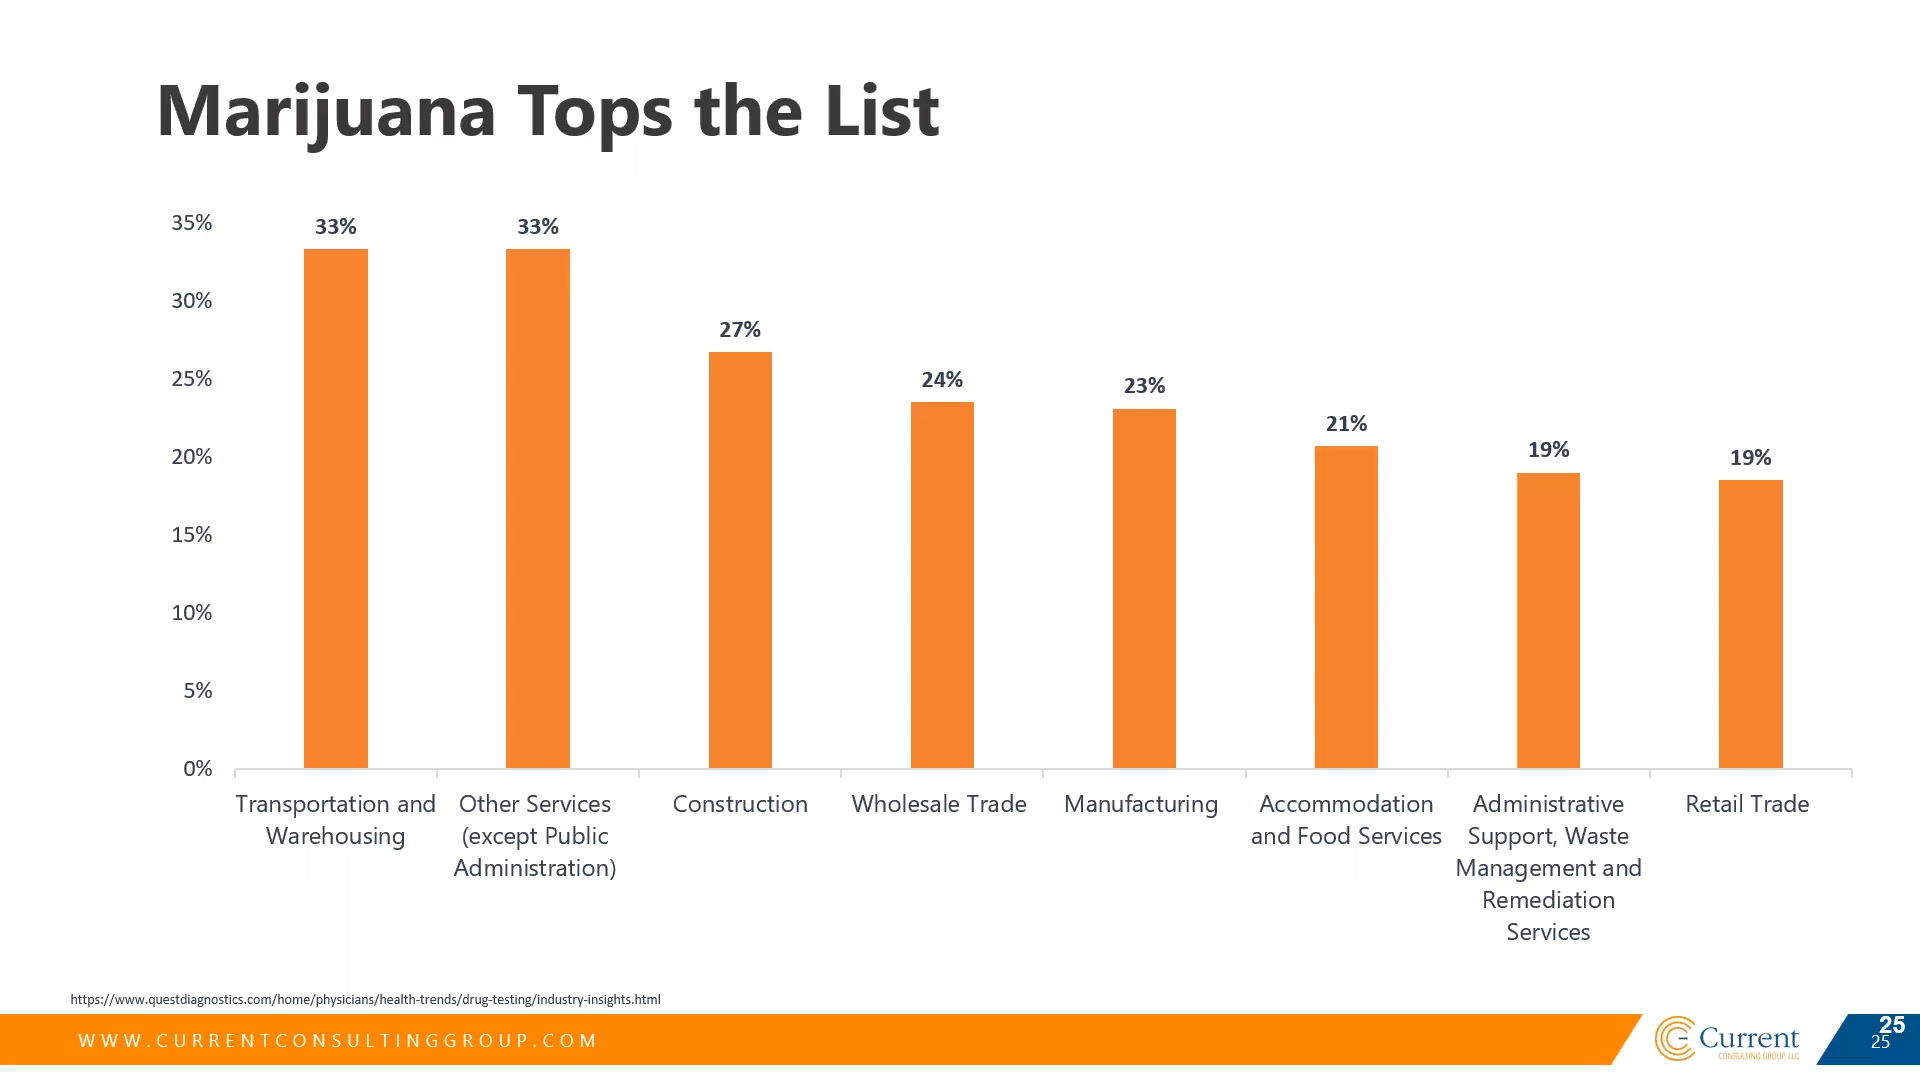 Marijuana Tops the List
35%
30%
25%
20%
15%
10%
5%
0%
33%
33%
27%
24%
23%
21%
19%
19%
Transportation and
Warehousing
Other Services
(except Public
Administration)
Construction
Wholesale Trade
Manufacturing
Accommodation
and Food Services
Administrative
Support, Waste
Management and
Remediation
Services
Retail Trade
https://www.questdiagnostics.com/home/physicians/health-trends/drug-testing/industry-insights.html
WWW.CURRENTCONSULTINGGROUP.COM
Current
CONSULTING GROUP, LLC
25
25